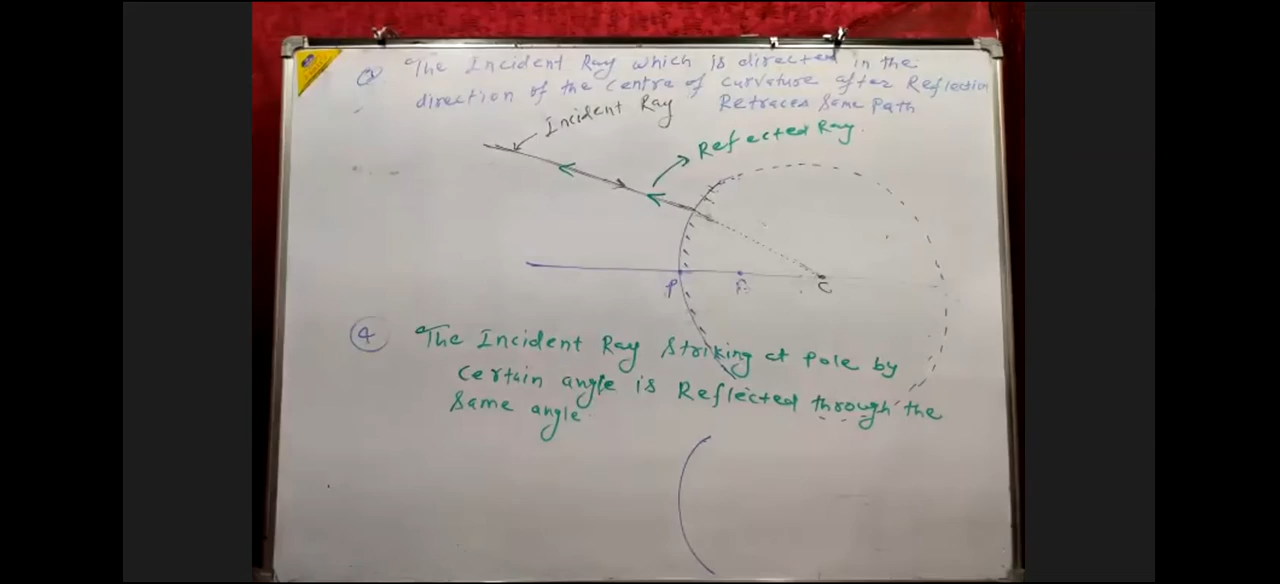 The Incident Ray which is directed in the
direction of the centre of curvature after Reflection
Retraces same Path
Incident Ray
Reflected Ray
P
C
4 The Incident Ray striking at pole by
certain angle is Reflected through the
same angle.